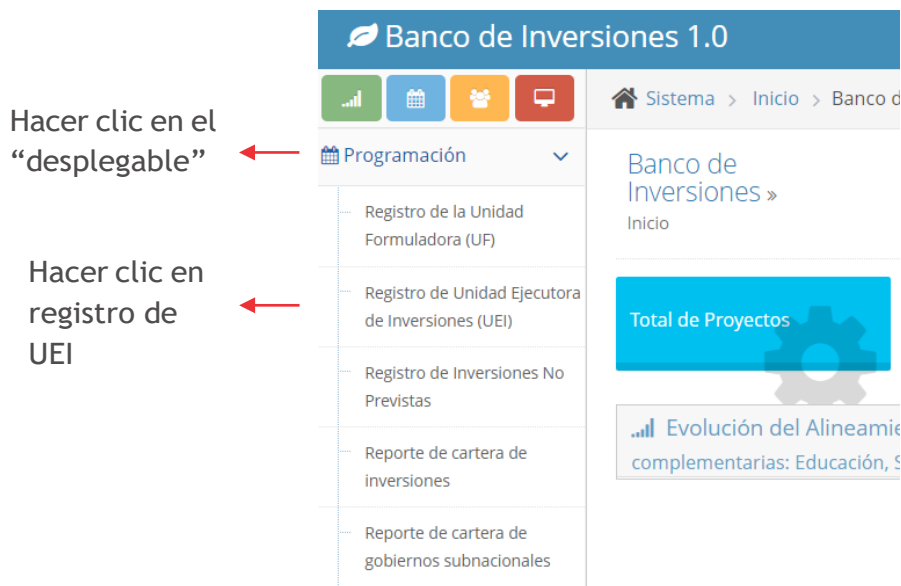 Banco de Inversiones 1.0
Hacer clic en el
“desplegable”
Hacer clic en
registro de
UEI
Programación
Registro de la Unidad
Formuladora (UF)
Registro de Unidad Ejecutora
de Inversiones (UEI)
Registro de Inversiones No
Previstas
Reporte de cartera de
inversiones
Reporte de cartera de
gobiernos subnacionales
Sistema > Inicio > Banco d
Banco de
Inversiones »
Inicio
Total de Proyectos
Evolución del Alineamie
complementarias: Educación, S